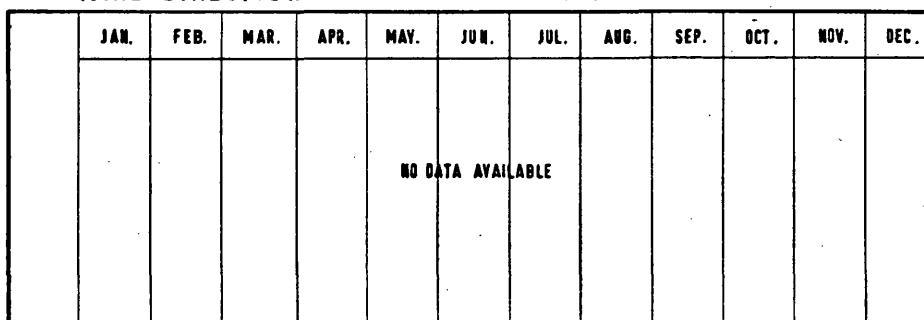 JAN. FEB. MAR. APR. MAY. JUN. JUL. AUG. SEP. OCT. NOV. DEC.
NO DATA AVAILABLE